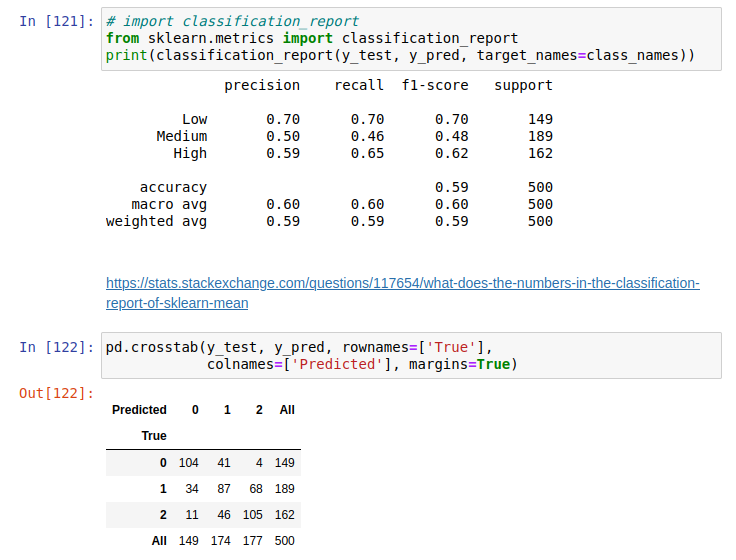 In [121]: # import classification_report
from sklearn.metrics import classification_report
print(classification_report(y_test, y_pred, target_names=class_names))
precision recall f1-score support
Low 0.70 0.70 0.70 149
Medium 0.50 0.46 0.48 189
High 0.59 0.65 0.62 162
accuracy 0.59 500
macro avg 0.60 0.60 0.60 500
weighted avg 0.59 0.59 0.59 500
https://stats.stackexchange.com/questions/117654/what-does-the-numbers-in-the-classification-
report-of-sklearn-mean
In [122]: pd.crosstab(y_test, y_pred, rownames=['True'],
colnames=['Predicted'], margins=True)
Out[122]:
Predicted 0 1 2 All
True
0 104 41 4 149
1 34 87 68 189
2 11 46 105 162
All 149 174 177 500